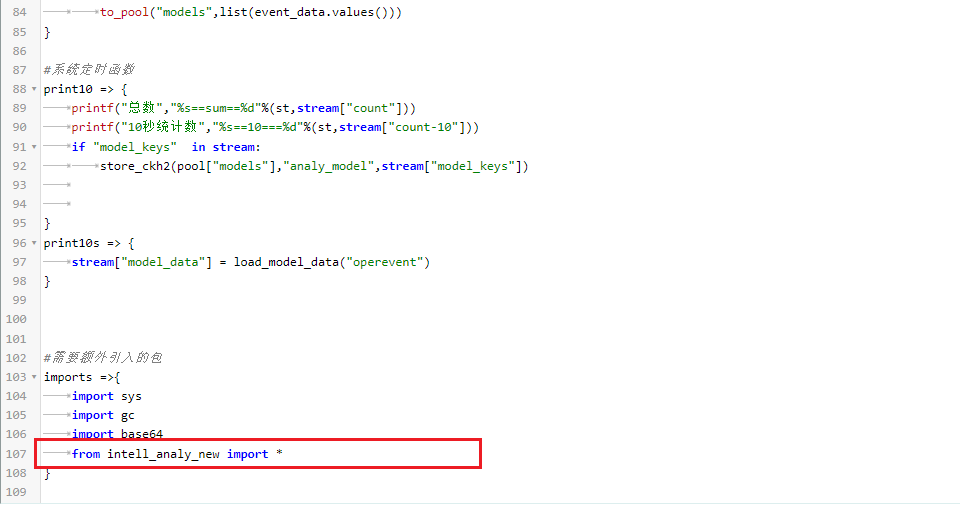 84 to_pool("models",list(event_data.values()))
85 }
86
87 #系统定时函数
88 print10 => {
89 printf("总数","%s==sum==%d"%(st,stream["count"]))
90 printf("10秒统计数","%s==10===%d"%(st,stream["count-10"]))
91 if "model_keys"  in stream:
92 store_ckh2(pool["models"],"analy_model",stream["model_keys"])
93
94
95 }
96 print10s => {
97 stream["model_data"] = load_model_data("operevent")
98 }
99
100
101
102 #需要额外引入的包
103 imports =>{
104 import sys
105 import gc
106 import base64
107 from intell_analy_new import *
108 }
109